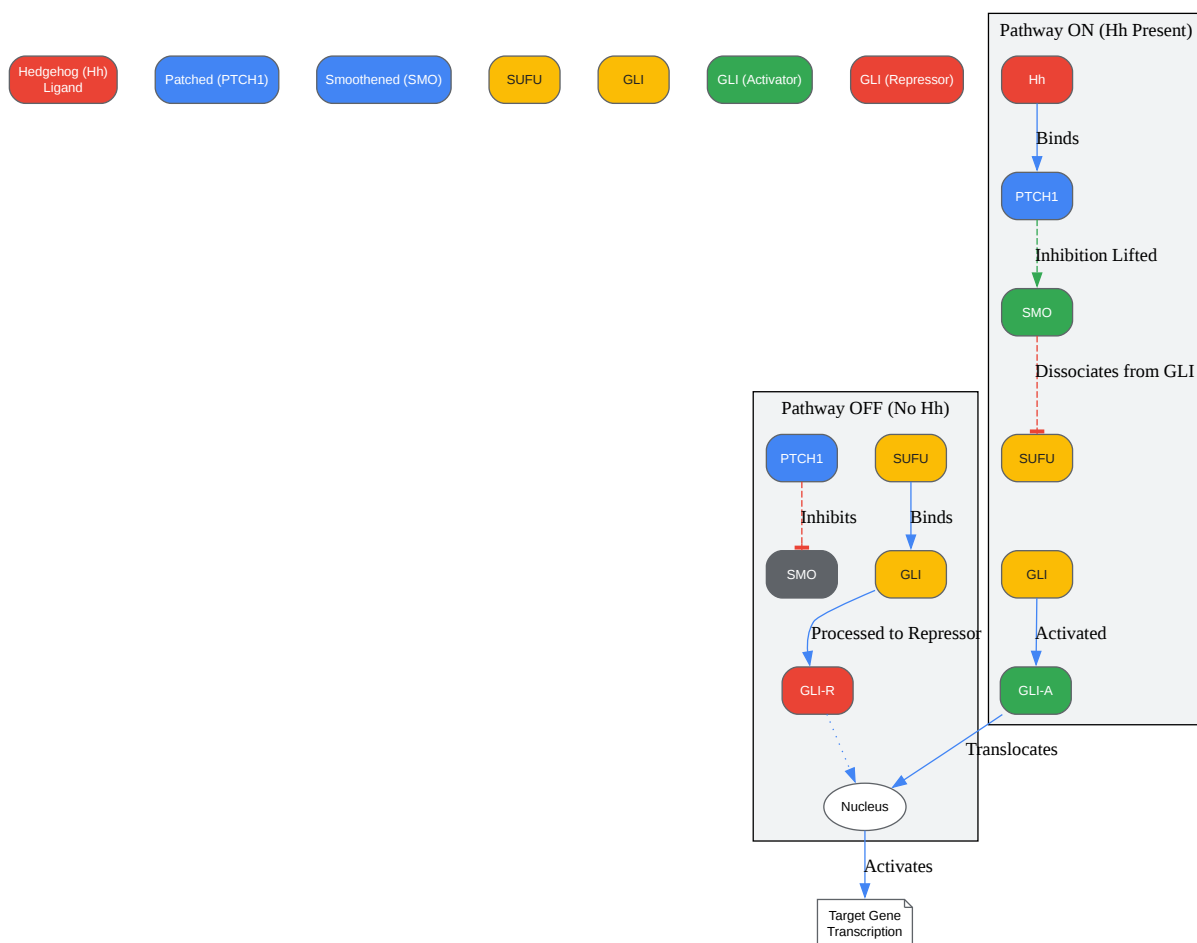 Pathway ON (Hh Present)
Hedgehog (Hh)
Ligand
Patched (PTCH1)
Smoothened (SMO)
SUFU
GLI
GLI (Activator)
GLI (Repressor)
Hh
Binds
PTCH1
Inhibition Lifted
SMO
Dissociates from GLI
SUFU
GLI
Activated
GLI-A
Translocates
Pathway OFF (No Hh)
PTCH1
SUFU
Inhibits
Binds
SMO
GLI
Processed to Repressor
GLI-R
Nucleus
Activates
Target Gene
Transcription